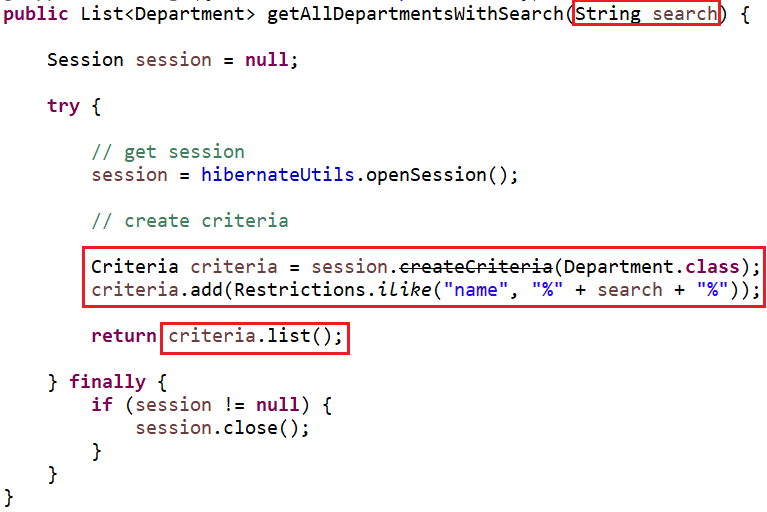 public List<Department> getAllDepartmentsWithSearch(String search) {
Session session = null;
try {
// get session
session = hibernateUtils.openSession();
// create criteria
Criteria criteria = session.createCriteria(Department.class);
criteria.add(Restrictions.ilike("name", "%" + search + "%"));
return criteria.list();
} finally {
if (session != null) {
session.close();
}
}
}